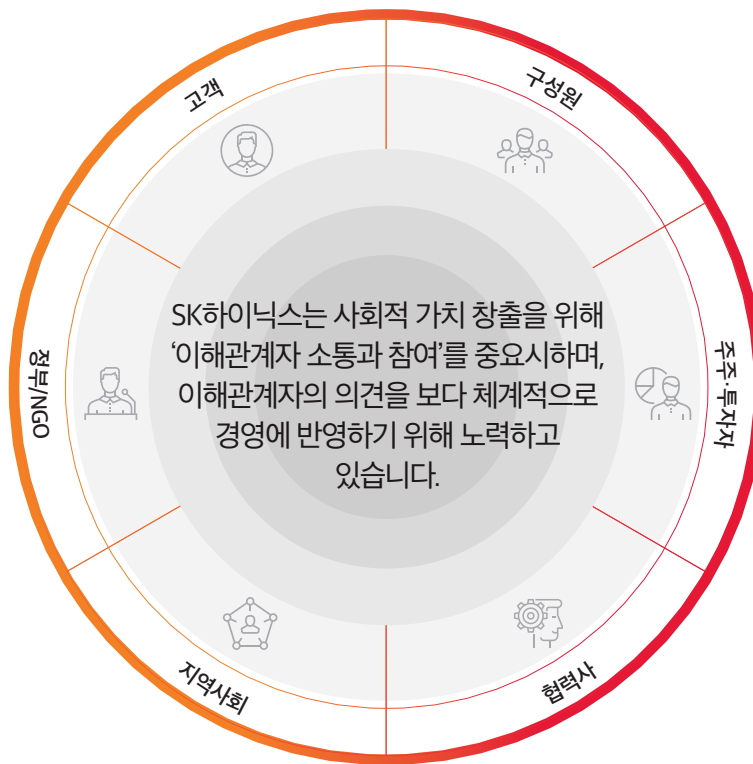 고객
구성원
주주·투자자
협력사
지역사회
정부/NGO
SK하이닉스는 사회적 가치 창출을 위해
‘이해관계자 소통과 참여’를 중요시하며,
이해관계자의 의견을 보다 체계적으로
경영에 반영하기 위해 노력하고
있습니다.